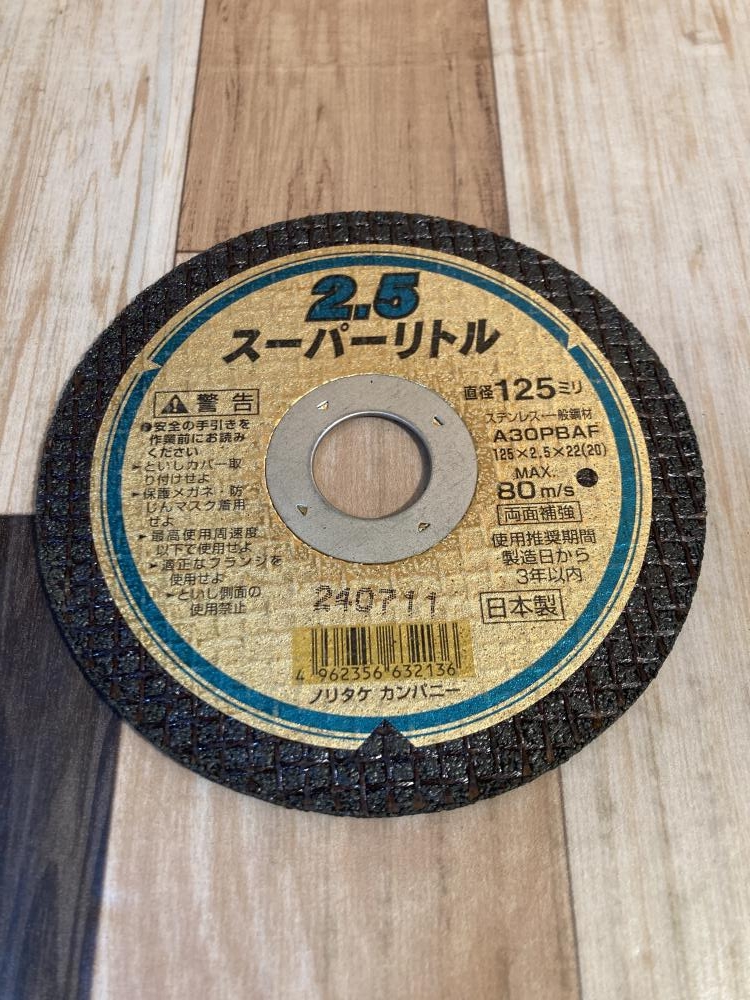 2.5
スーパーリトル
警告
安全の手引きを
作業前にお読み
ください
といしカバー取
り付けせよ
保護メガネ・防
じんマスク着用
せよ
最高使用周速度
以下で使用せよ
適正なフランジを
使用せよ
といし側面の
使用禁止
直径125ミリ
ステンレス・一般鋼材
A30PBAF
125×2.5×22(20)
MAX.
80m/s
両面補強
使用推奨期間
製造日から
3年以内
日本製
240711
4 962356 632136
ノリタケ カンパニー